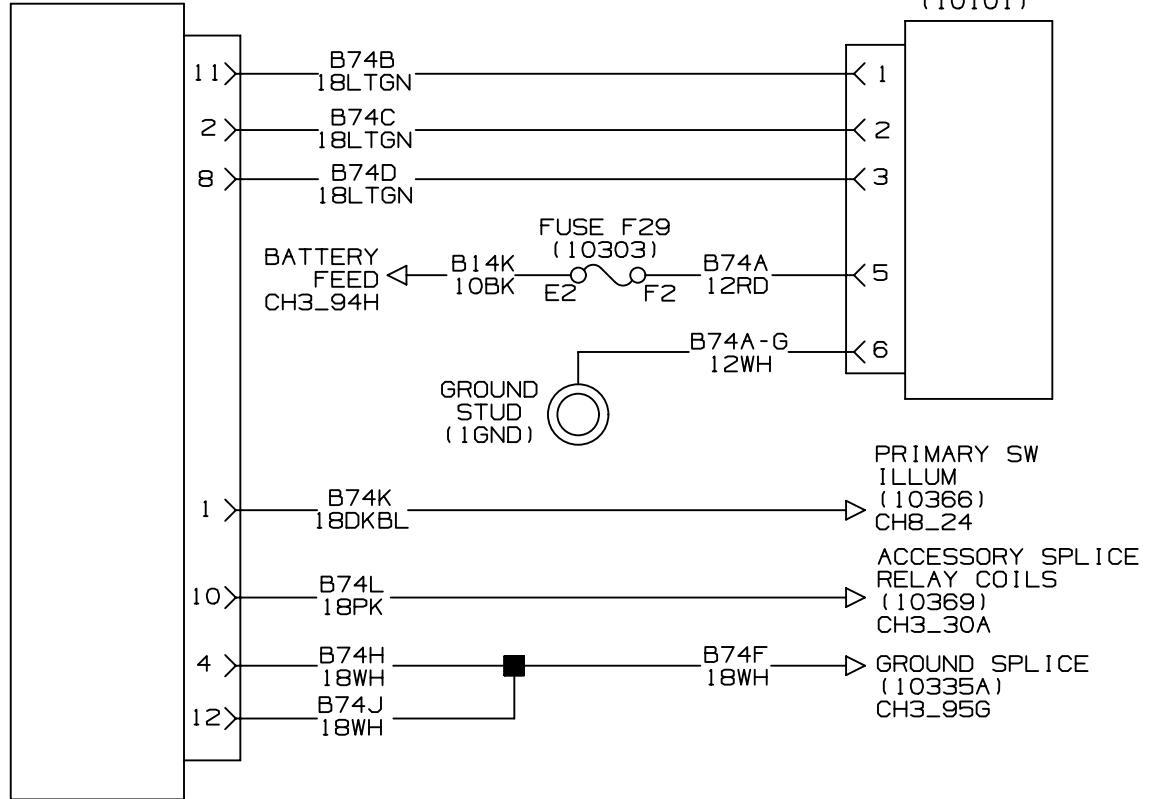 (10101)
11
B74B
18LTGN
1
2
B74C
18LTGN
2
8
B74D
18LTGN
3
FUSE F29
(10303)
BATTERY
FEED
CH3_94H
B14K
10BK
E2
F2
B74A
12RD
5
B74A-G
12WH
6
GROUND
STUD
(1GND)
PRIMARY SW
ILLUM
(10366)
CH8_24
1
B74K
18DKBL
ACCESSORY SPLICE
RELAY COILS
(10369)
CH3_30A
10
B74L
18PK
4
B74H
18WH
B74F
18WH
GROUND SPLICE
(10335A)
CH3_95G
12
B74J
18WH